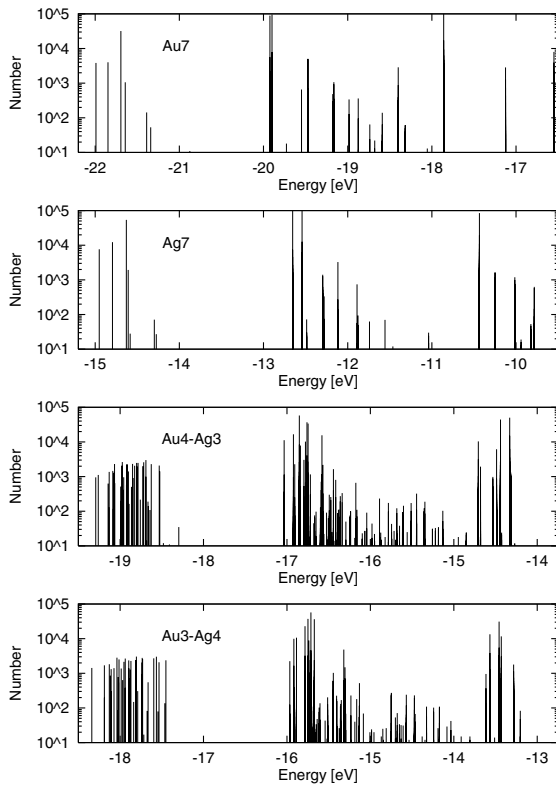 10^5
10^4
10^3
10^2
10^1
Number
Au7
-22 -21 -20 -19 -18 -17
Energy [eV]
10^5
10^4
10^3
10^2
10^1
Number
Ag7
-15 -14 -13 -12 -11 -10
Energy [eV]
10^5
10^4
10^3
10^2
10^1
Number
Au4-Ag3
-19 -18 -17 -16 -15 -14
Energy [eV]
10^5
10^4
10^3
10^2
10^1
Number
Au3-Ag4
-18 -17 -16 -15 -14 -13
Energy [eV]